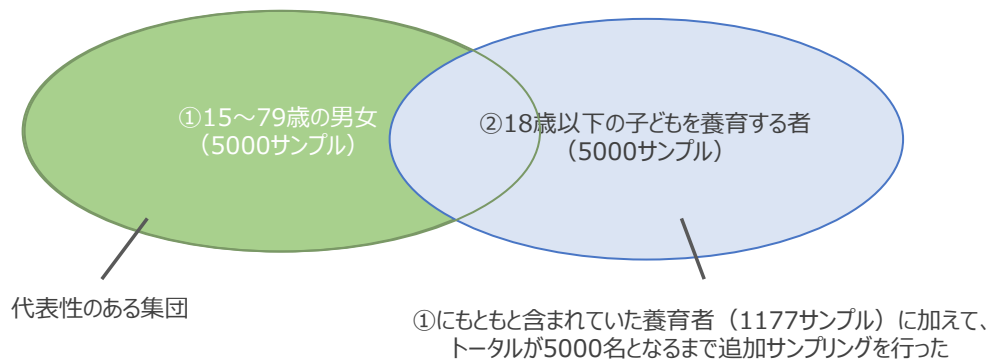 ①15～79歳の男女
（5000サンプル）
②18歳以下の子どもを養育する者
（5000サンプル）
代表性のある集団
①にもともと含まれていた養育者（1177サンプル）に加えて、
トータルが5000名となるまで追加サンプリングを行った